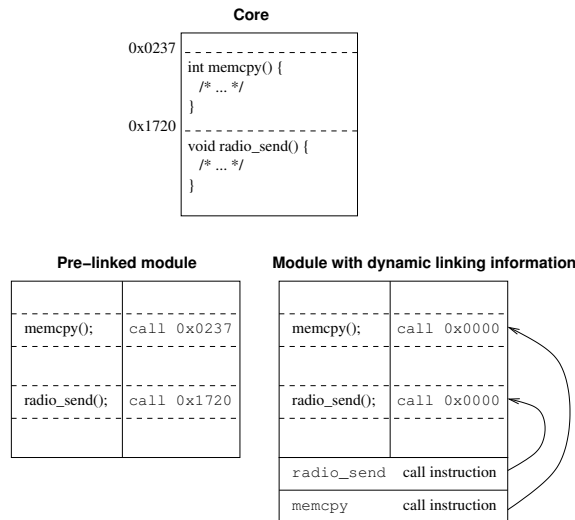 Core
0x0237
int memcpy() {
/* ... */
}
0x1720
void radio_send() {
/* ... */
}
Pre−linked module
memcpy; call 0x0237
radio_send(); call 0x1720
Module with dynamic linking information
memcpy(); call 0x0000
radio_send(); call 0x0000
radio_send call instruction
memcpy call instruction